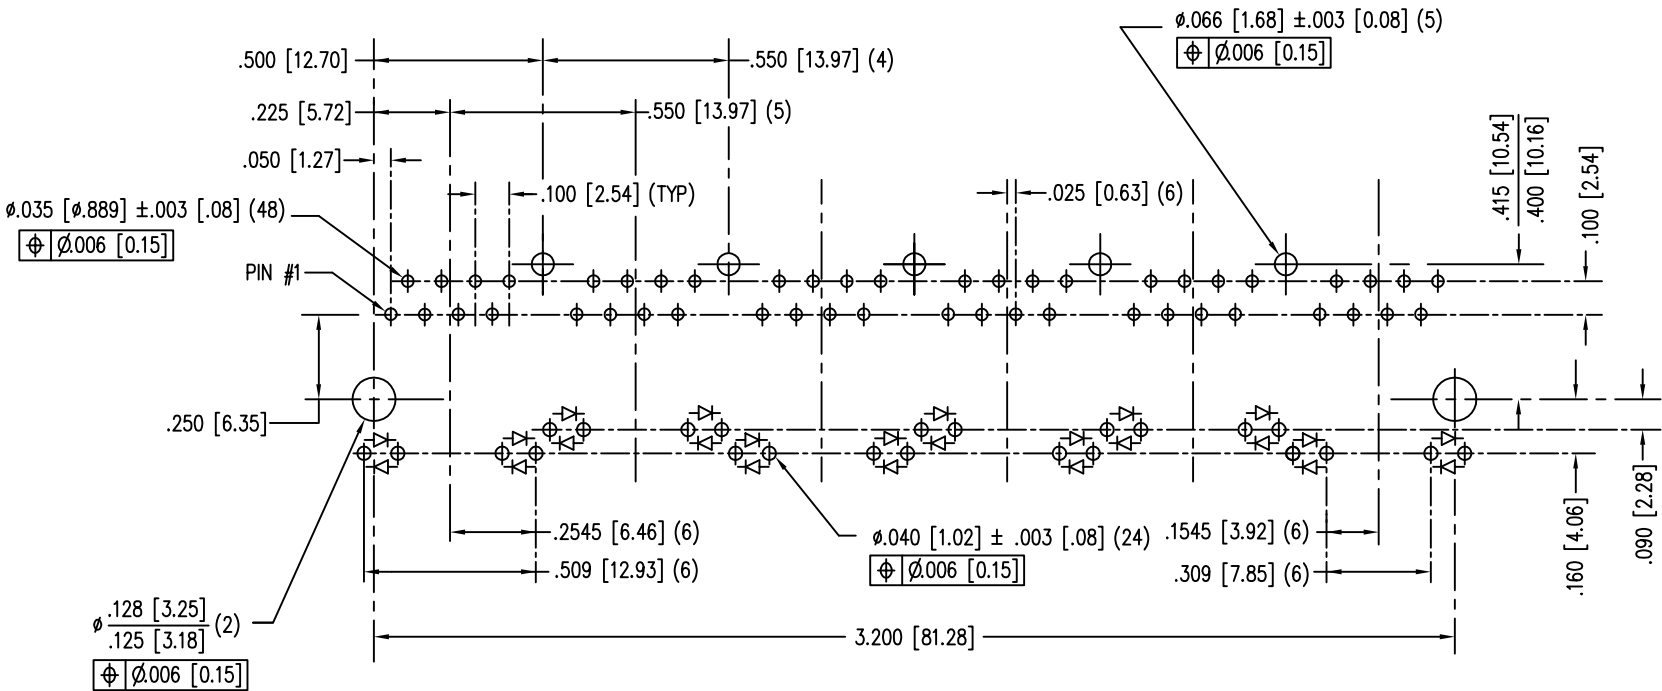 ø.066 [1.68] ±.003 [0.08] (5)
⌖ Ø.006 [0.15]
.500 [12.70]
.550 [13.97] (4)
.225 [5.72]
.550 [13.97] (5)
.050 [1.27]
.100 [2.54] (TYP)
.025 [0.63] (6)
.415 [10.54]
.400 [10.16]
.100 [2.54]
ø.035 [ø.889] ±.003 [.08] (48)
⌖ Ø.006 [0.15]
PIN #1
.250 [6.35]
.2545 [6.46] (6)
ø.040 [1.02] ± .003 [.08] (24)
⌖ Ø.006 [0.15]
.1545 [3.92] (6)
.509 [12.93] (6)
.309 [7.85] (6)
.160 [4.06]
.090 [2.28]
ø .128 [3.25]
.125 [3.18] (2)
⌖ Ø.006 [0.15]
3.200 [81.28]